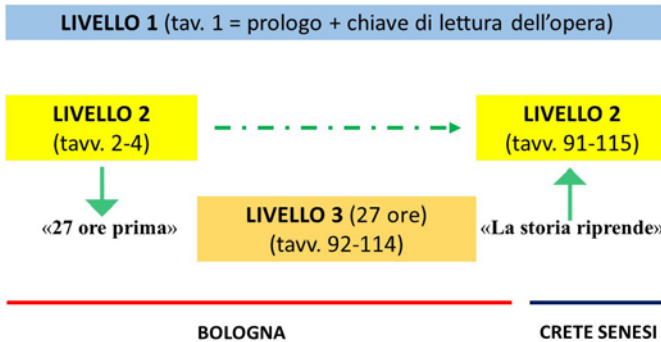 LIVELLO 1 (tav. 1 = prologo + chiave di lettura dell'opera)
LIVELLO 2
(tavv. 2-4)
LIVELLO 2
(tavv. 91-115)
«27 ore prima»
LIVELLO 3 (27 ore)
(tavv. 92-114)
«La storia riprende»
BOLOGNA
CRETE SENESI